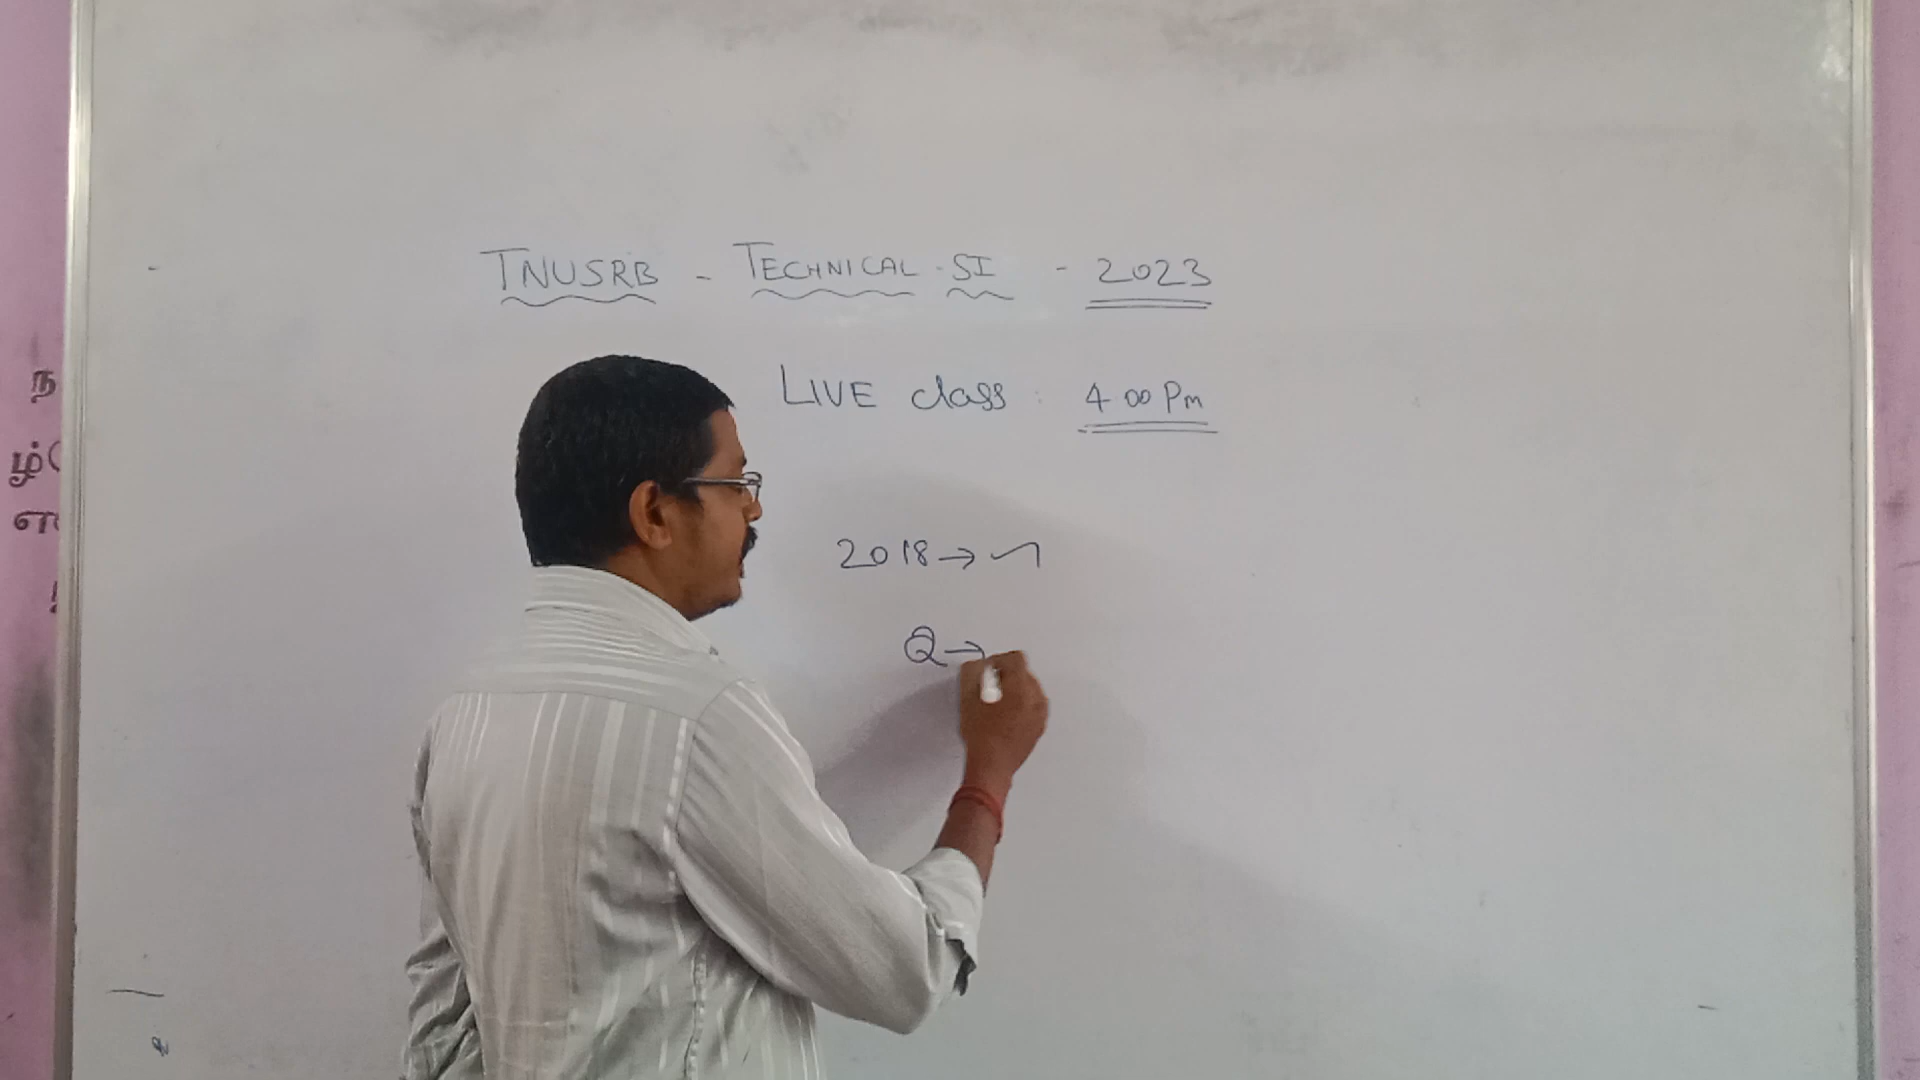 TNUSRB - TECHNICAL - SI - 2023
LIVE class : 4 00 Pm
2018 →
Q →
ந
ழ்
எ